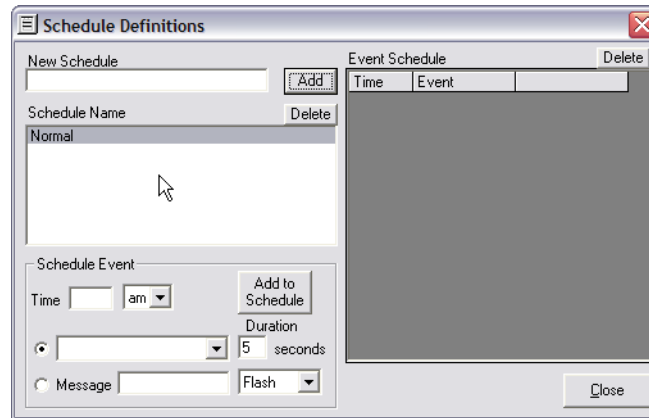 Schedule Definitions
New Schedule
Add
Schedule Name
Delete
Normal
Schedule Event
Time
am
Add to
Schedule
Duration
5 seconds
Message
Flash
Event Schedule
Delete
Time Event
Close